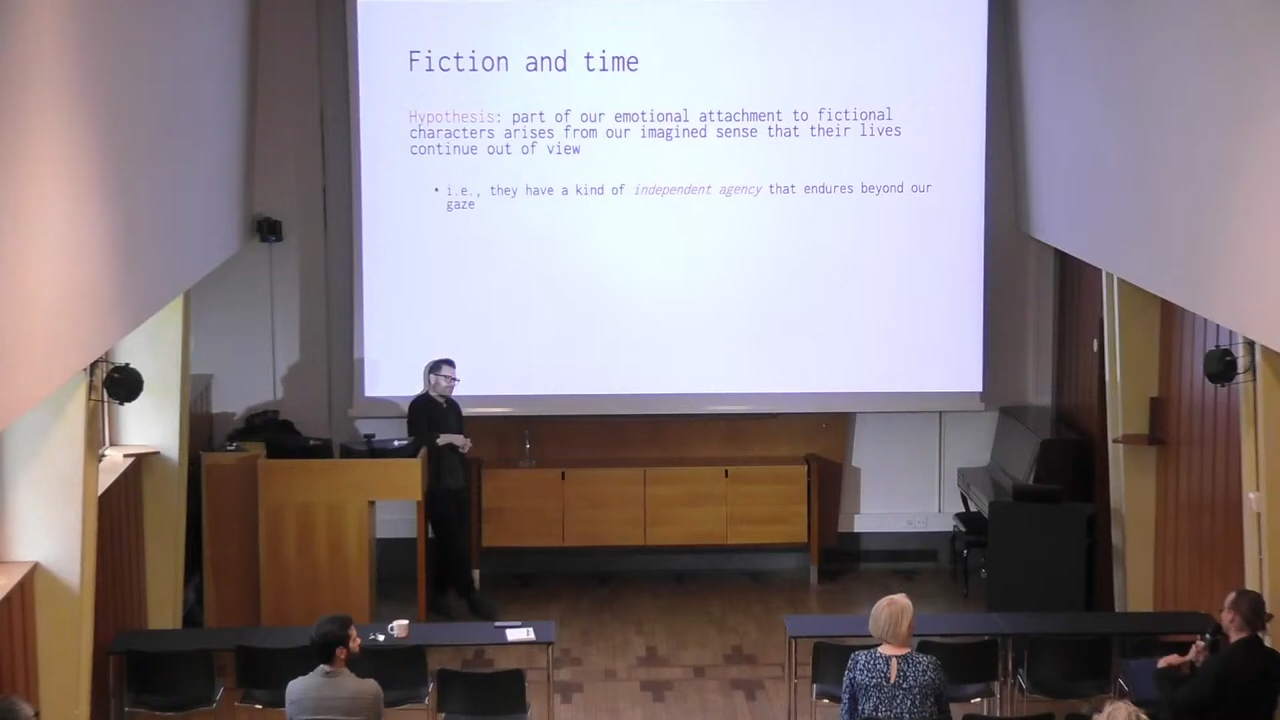 Fiction and time
Hypothesis: part of our emotional attachment to fictional
characters arises from our imagined sense that their lives
continue out of view
• i.e., they have a kind of independent agency that endures beyond our
gaze